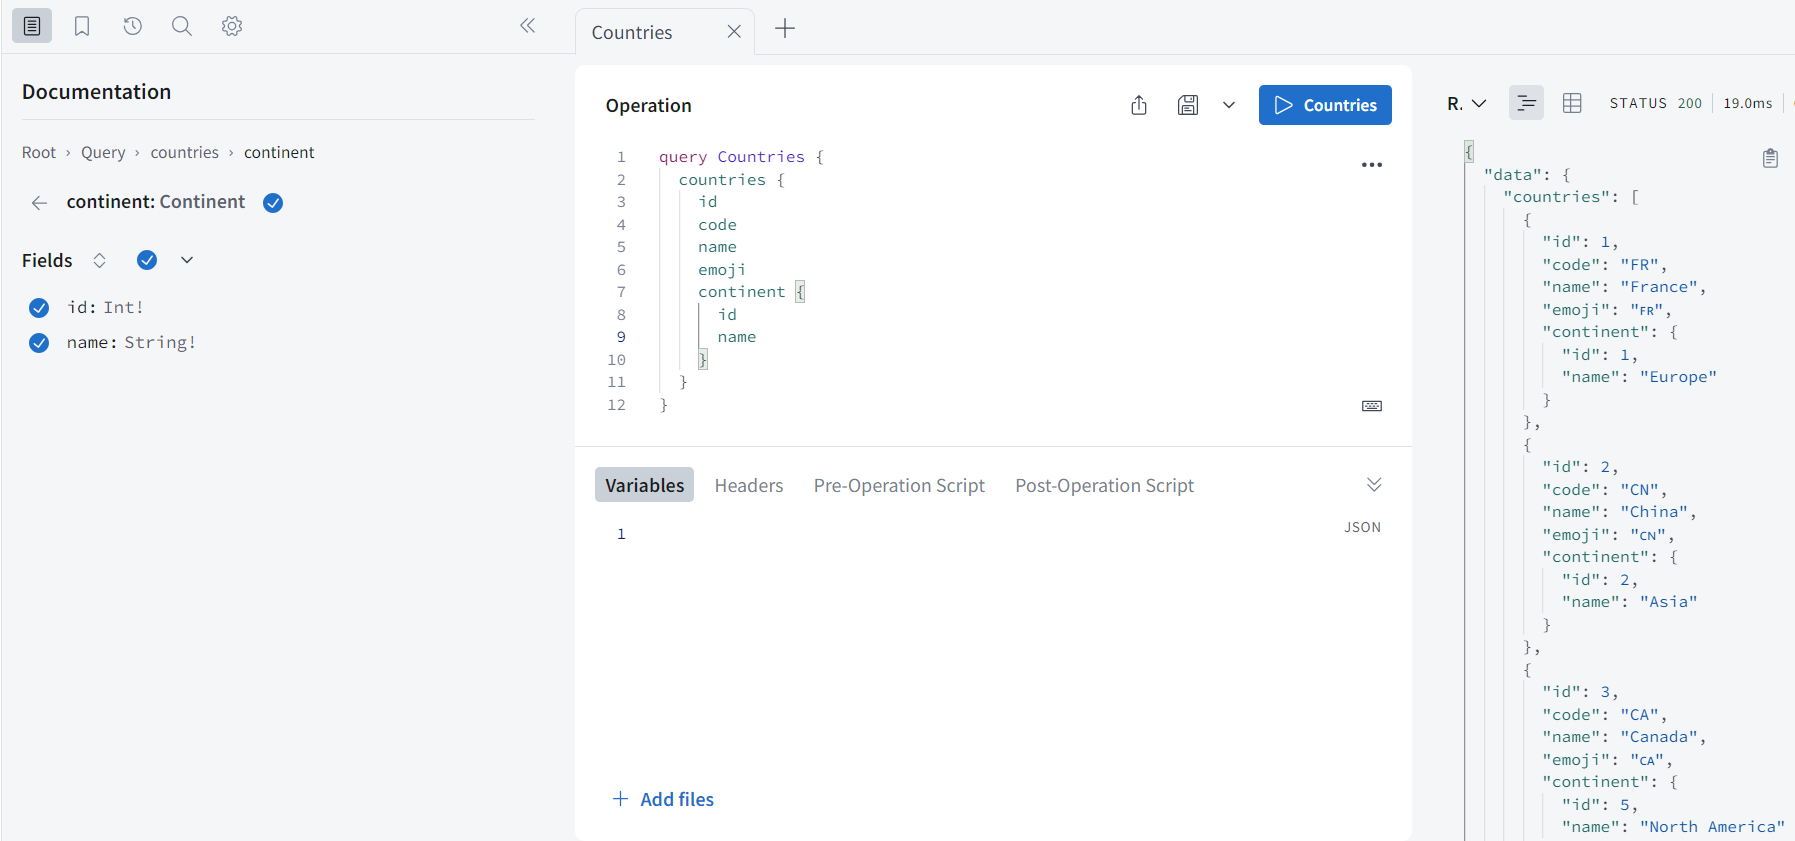 Countries
Documentation
Root › Query › countries › continent
continent: Continent
Fields
id: Int!
name: String!
Operation
Countries
1 query Countries {
2 countries {
3 id
4 code
5 name
6 emoji
7 continent {
8 id
9 name
10 }
11 }
12 }
Variables Headers Pre-Operation Script Post-Operation Script
JSON
1
+ Add files
R. STATUS 200 19.0ms
{
"data": {
"countries": [
{
"id": 1,
"code": "FR",
"name": "France",
"emoji": "🇫🇷",
"continent": {
"id": 1,
"name": "Europe"
}
},
{
"id": 2,
"code": "CN",
"name": "China",
"emoji": "🇨🇳",
"continent": {
"id": 2,
"name": "Asia"
}
},
{
"id": 3,
"code": "CA",
"name": "Canada",
"emoji": "🇨🇦",
"continent": {
"id": 5,
"name": "North America"